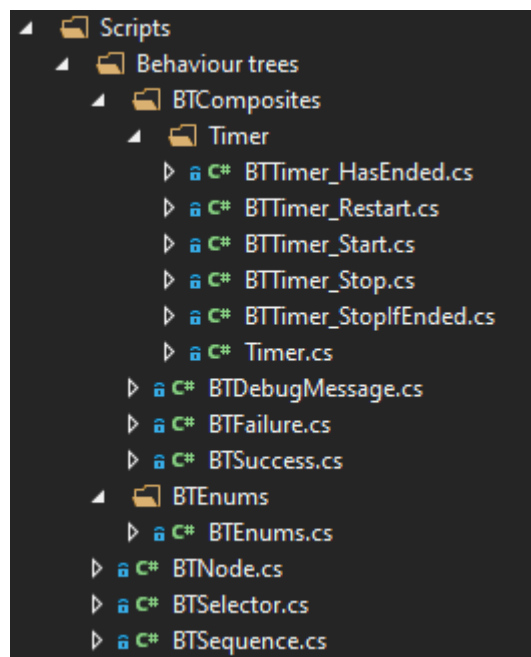 Scripts
Behaviour trees
BTComposites
Timer
C# BTTimer_HasEnded.cs
C# BTTimer_Restart.cs
C# BTTimer_Start.cs
C# BTTimer_Stop.cs
C# BTTimer_StopIfEnded.cs
C# Timer.cs
C# BTDebugMessage.cs
C# BTFailure.cs
C# BTSuccess.cs
BTEnums
C# BTEnums.cs
C# BTNode.cs
C# BTSelector.cs
C# BTSequence.cs